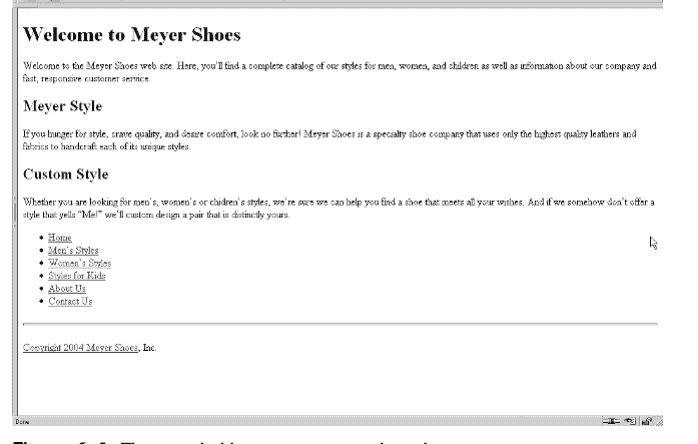 Welcome to Meyer Shoes
Welcome to the Meyer Shoes web site. Here, you'll find a complete catalog of our styles for men, women, and children as well as information about our company and
fast, responsive customer service.
Meyer Style
If you hunger for style, crave quality, and desire comfort, look no further! Meyer Shoes is a specialty shoe company that uses only the highest quality leathers and
fabrics to handcraft each of its unique styles.
Custom Style
Whether you are looking for men's, women's or chidren's styles, we're sure we can help you find a shoe that meets all your wishes. And if we somehow don't offer a
style that yells "Me!" we'll custom design a pair that is distinctly yours.
• Home
• Men's Styles
• Women's Styles
• Styles for Kids
• About Us
• Contact Us
Copyright 2004 Meyer Shoes, Inc.
Done